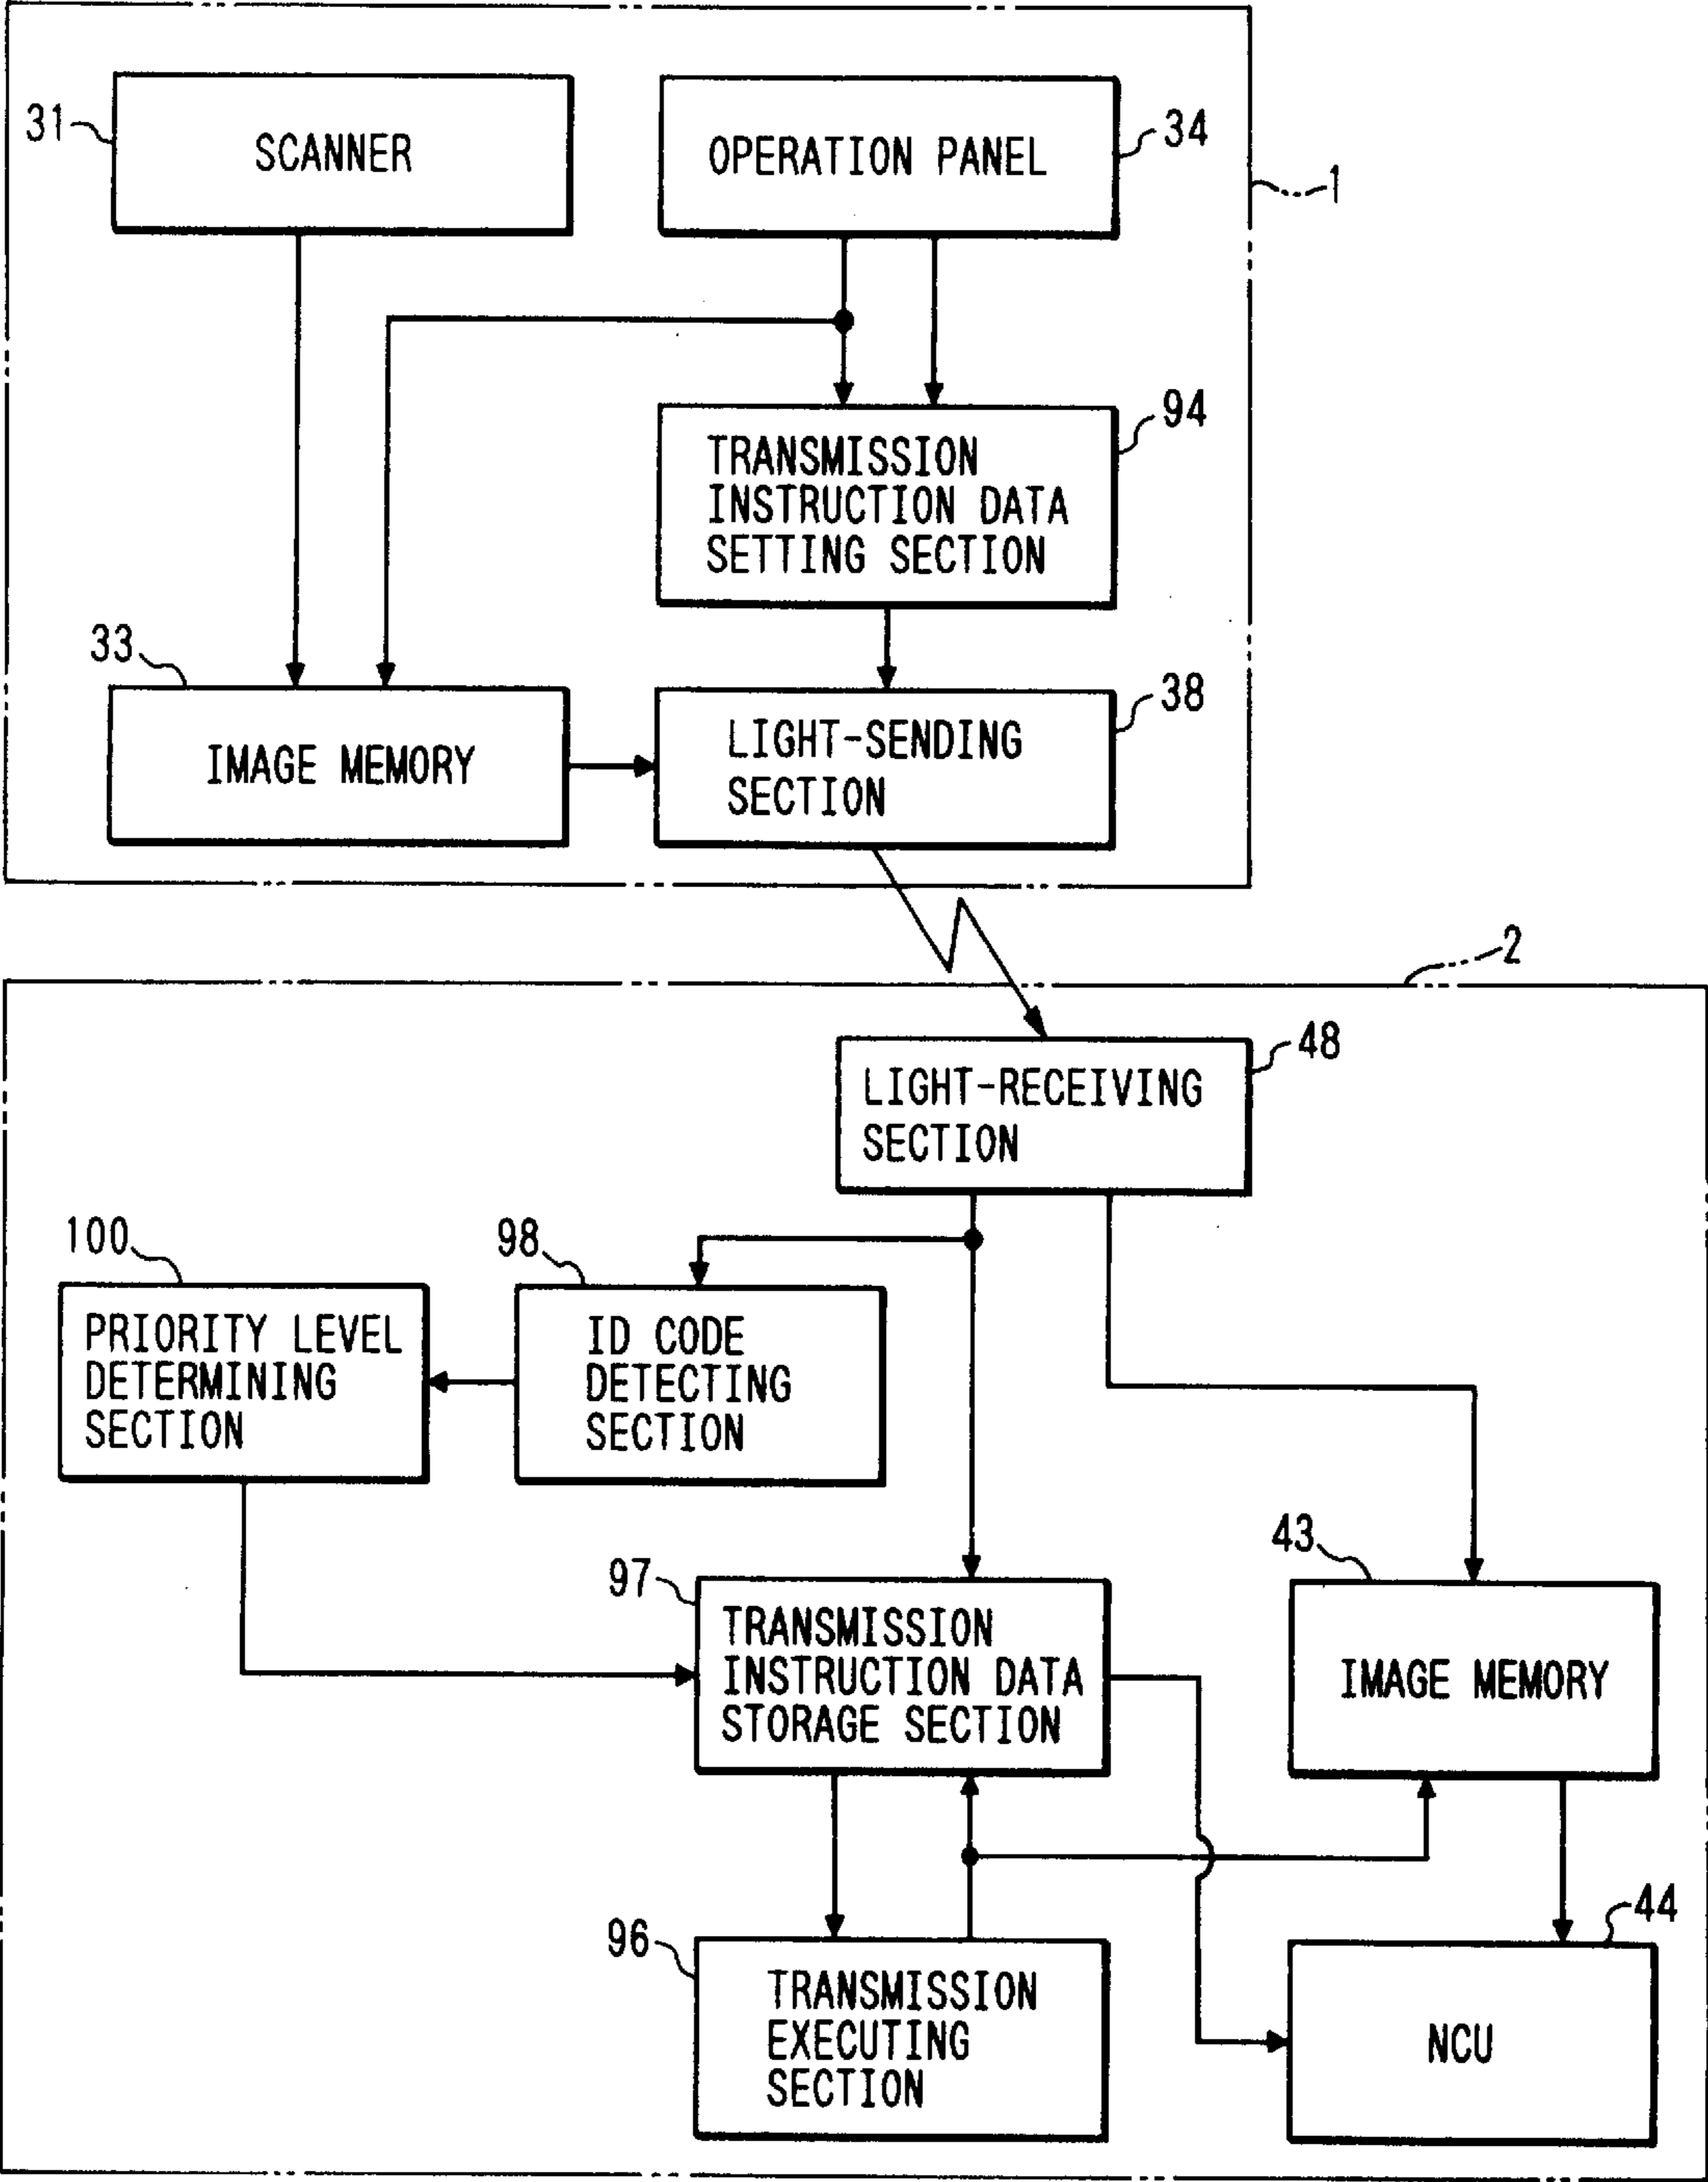 31
SCANNER
OPERATION PANEL
34
1
TRANSMISSION
INSTRUCTION DATA
SETTING SECTION
94
33
IMAGE MEMORY
LIGHT-SENDING
SECTION
38
2
LIGHT-RECEIVING
SECTION
48
100
PRIORITY LEVEL
DETERMINING
SECTION
98
ID CODE
DETECTING
SECTION
97
TRANSMISSION
INSTRUCTION DATA
STORAGE SECTION
43
IMAGE MEMORY
96
TRANSMISSION
EXECUTING
SECTION
44
NCU